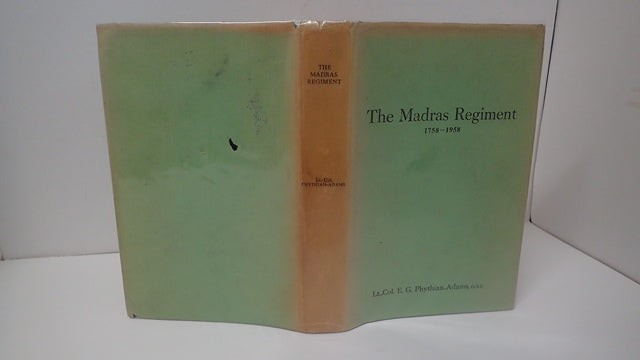 THE
MADRAS
REGIMENT
Lt.-Col.
PHYTHIAN-ADAMS
The Madras Regiment
1758-1958
Lt.-Col. E. G. Phythian-Adams, O.B.E.